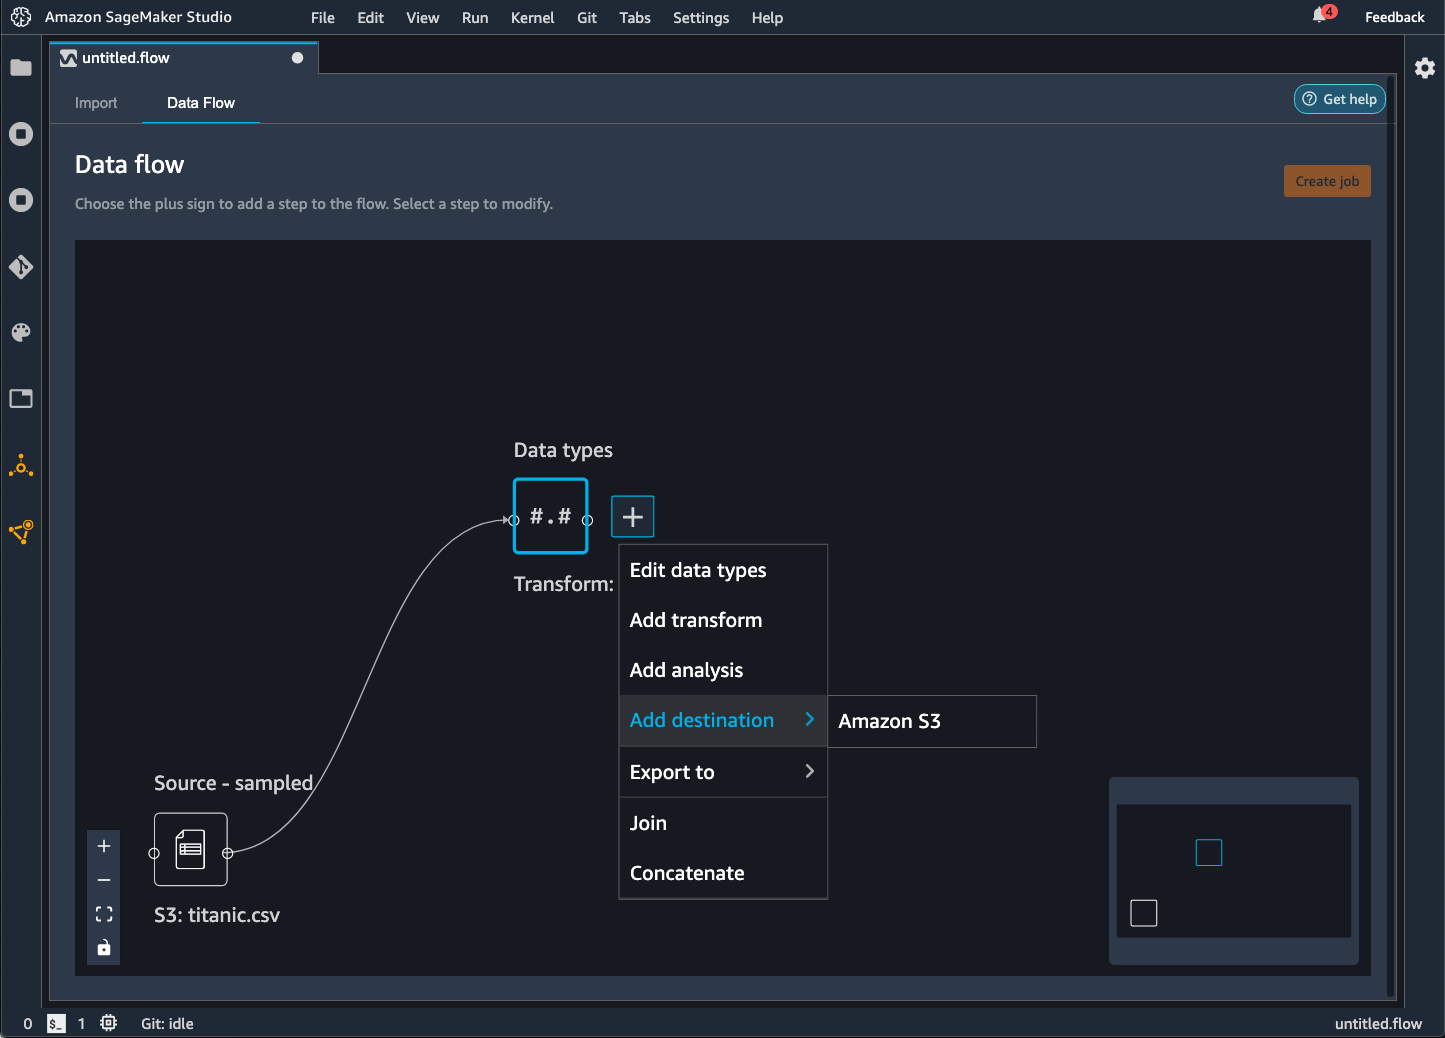 Amazon SageMaker Studio File Edit View Run Kernel Git Tabs Settings Help 4 Feedback
untitled.flow
Import Data Flow Get help
Data flow
Create job
Choose the plus sign to add a step to the flow. Select a step to modify.
Data types
#.#
Transform:
Edit data types
Add transform
Add analysis
Add destination
Amazon S3
Export to
Join
Concatenate
Source - sampled
S3: titanic.csv
0 $_ 1 Git: idle untitled.flow